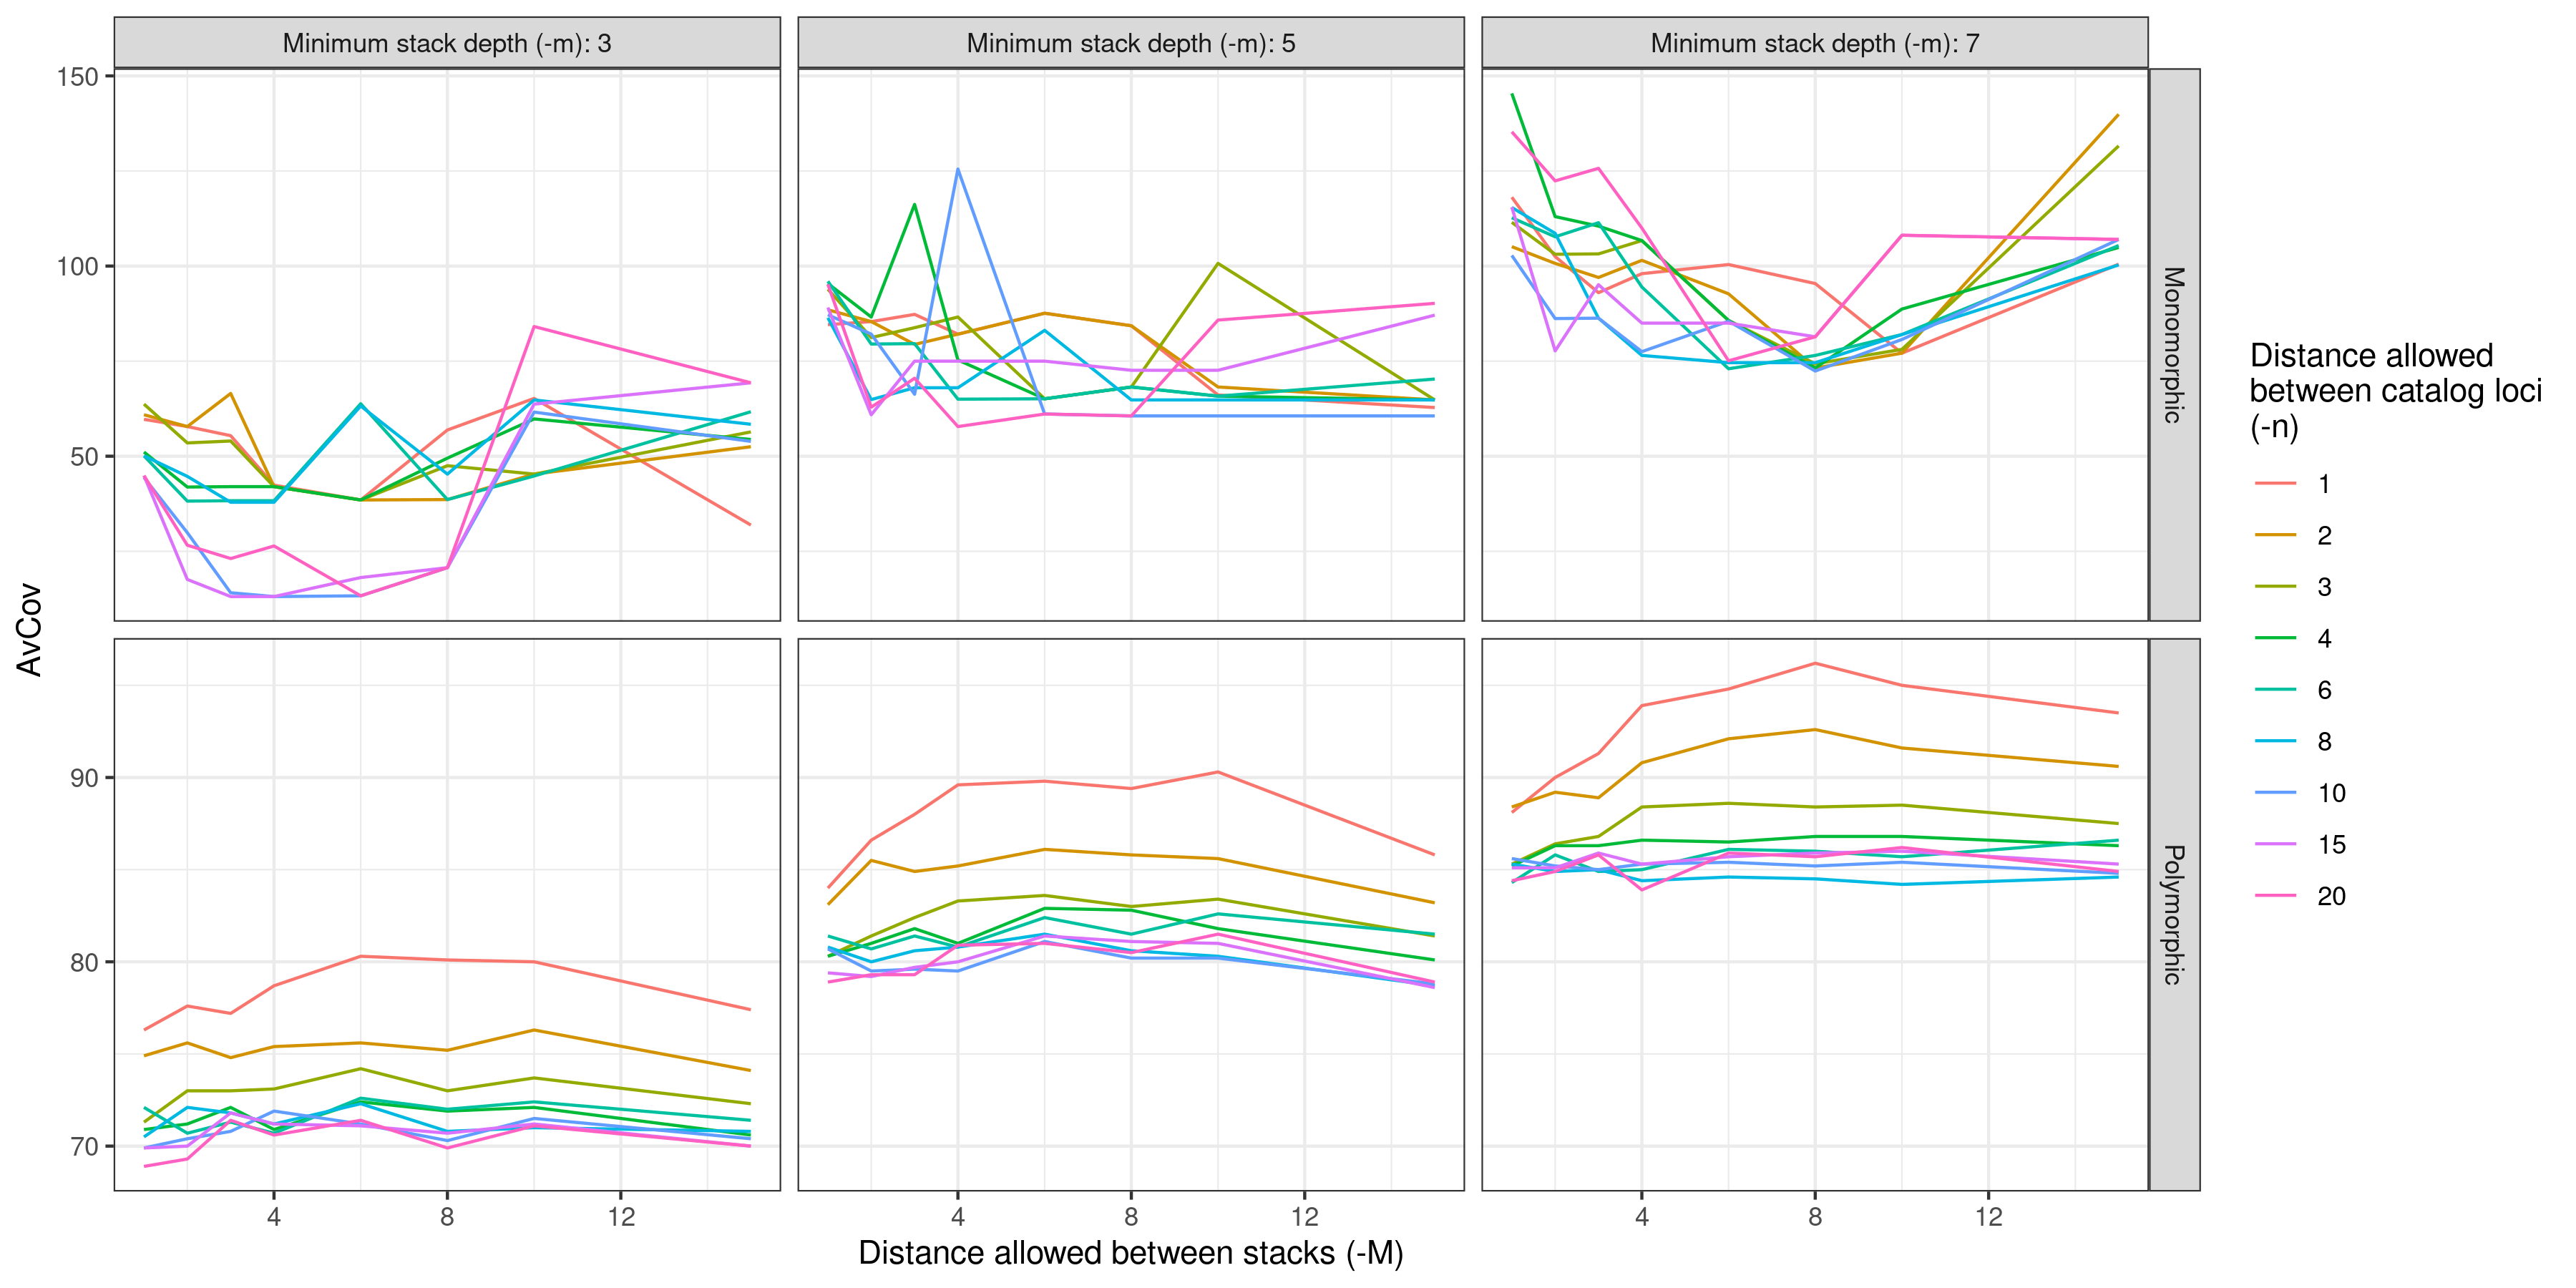 Minimum stack depth (-m): 3
Minimum stack depth (-m): 5
Minimum stack depth (-m): 7
150
100
50
Monomorphic
90
80
70
Polymorphic
AvCov
4
8
12
4
8
12
4
8
12
Distance allowed between stacks (-M)
Distance allowed
between catalog loci
(-n)
1
2
3
4
6
8
10
15
20